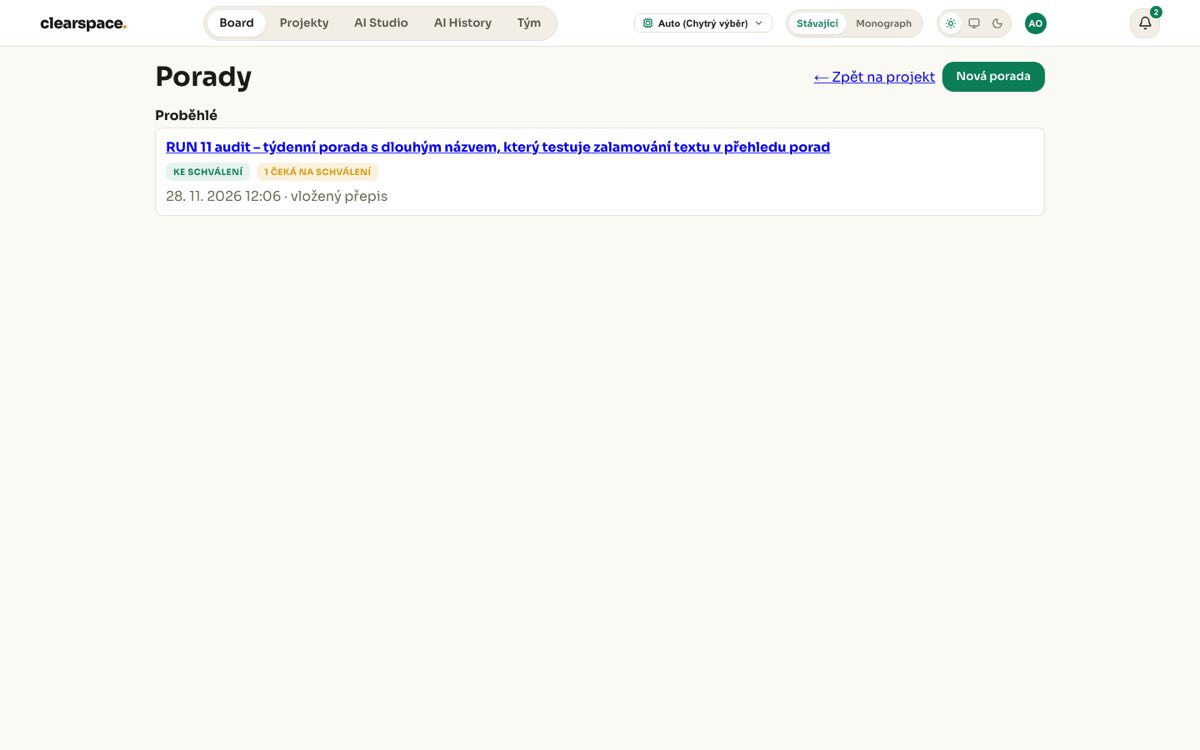 clearspace.
Board Projekty AI Studio AI History Tým
Auto (Chytrý výběr)
Stávající Monograph
AO
2
Porady
← Zpět na projekt
Nová porada
Proběhlé
RUN 11 audit – týdenní porada s dlouhým názvem, který testuje zalamování textu v přehledu porad
KE SCHVÁLENÍ 1 ČEKÁ NA SCHVÁLENÍ
28. 11. 2026 12:06 · vložený přepis